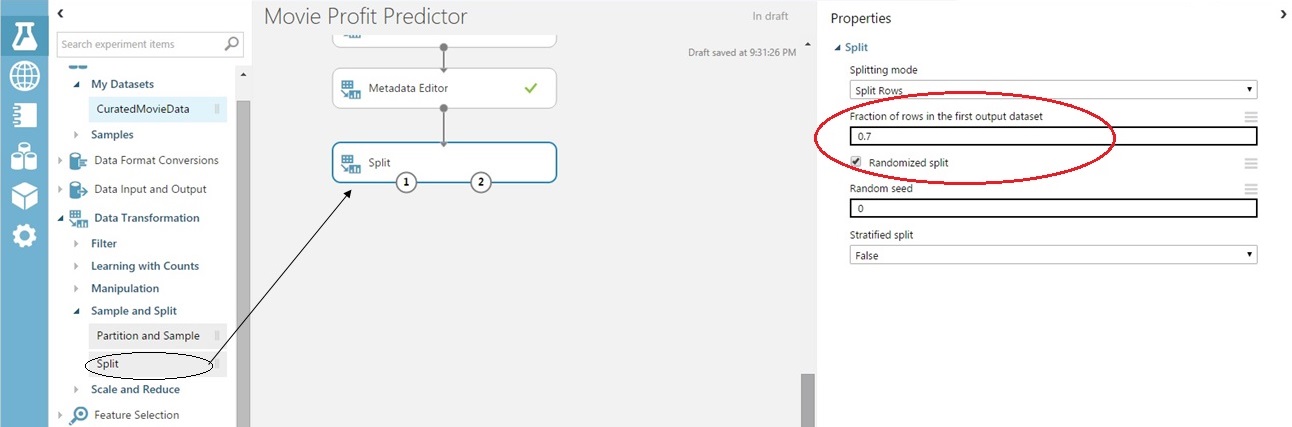 Search experiment items
My Datasets
CuratedMovieData
Samples
Data Format Conversions
Data Input and Output
Data Transformation
Filter
Learning with Counts
Manipulation
Sample and Split
Partition and Sample
Split
Scale and Reduce
Feature Selection
Movie Profit Predictor
In draft
Draft saved at 9:31:26 PM
Metadata Editor
Split
1 2
Properties
Split
Splitting mode
Split Rows
Fraction of rows in the first output dataset
0.7
Randomized split
Random seed
0
Stratified split
False